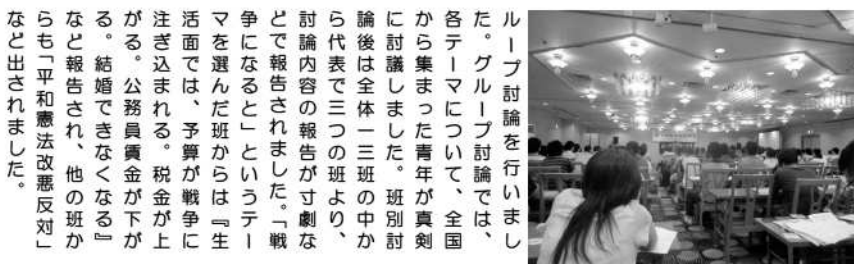 ループ討論を行いまし
た。グループ討論では、
各テーマについて、全国
から集まった青年が真剣
に討議しました。班別討
論後は全体一三班の中か
ら代表で三つの班より、
討論内容の報告が寸劇な
どで報告されました。「戦
争になると」というテー
マを選んだ班からは『生
活面では、予算が戦争に
注ぎ込まれる。税金が上
がる。公務員賃金が下が
る。結婚できなくなる』
など報告され、他の班か
らも「平和憲法改悪反対」
など出されました。